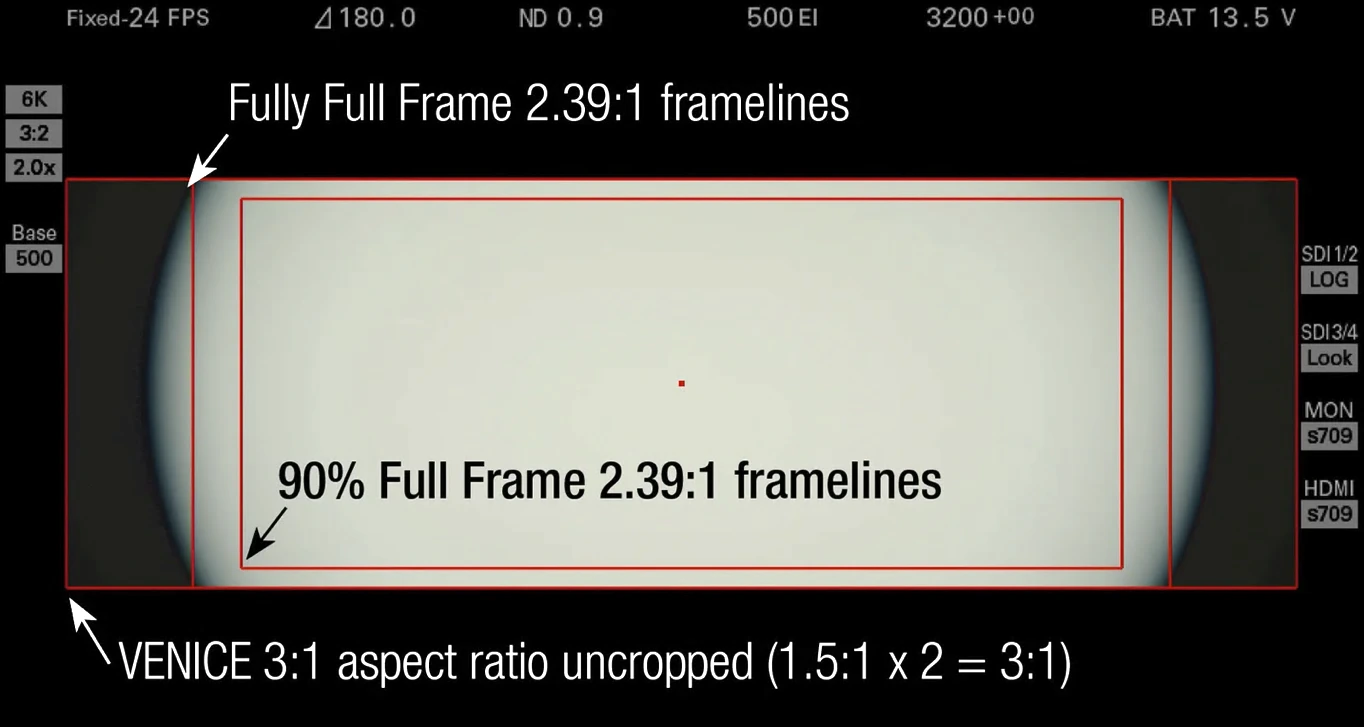 Fixed-24 FPS
⊿180.0
ND 0.9
500 EI
3200+00
BAT 13.5 V
6K
3:2
2.0x
Fully Full Frame 2.39:1 framelines
Base
500
SDI 1/2
LOG
SDI 3/4
Look
MON
s709
HDMI
s709
90% Full Frame 2.39:1 framelines
VENICE 3:1 aspect ratio uncropped (1.5:1 x 2 = 3:1)